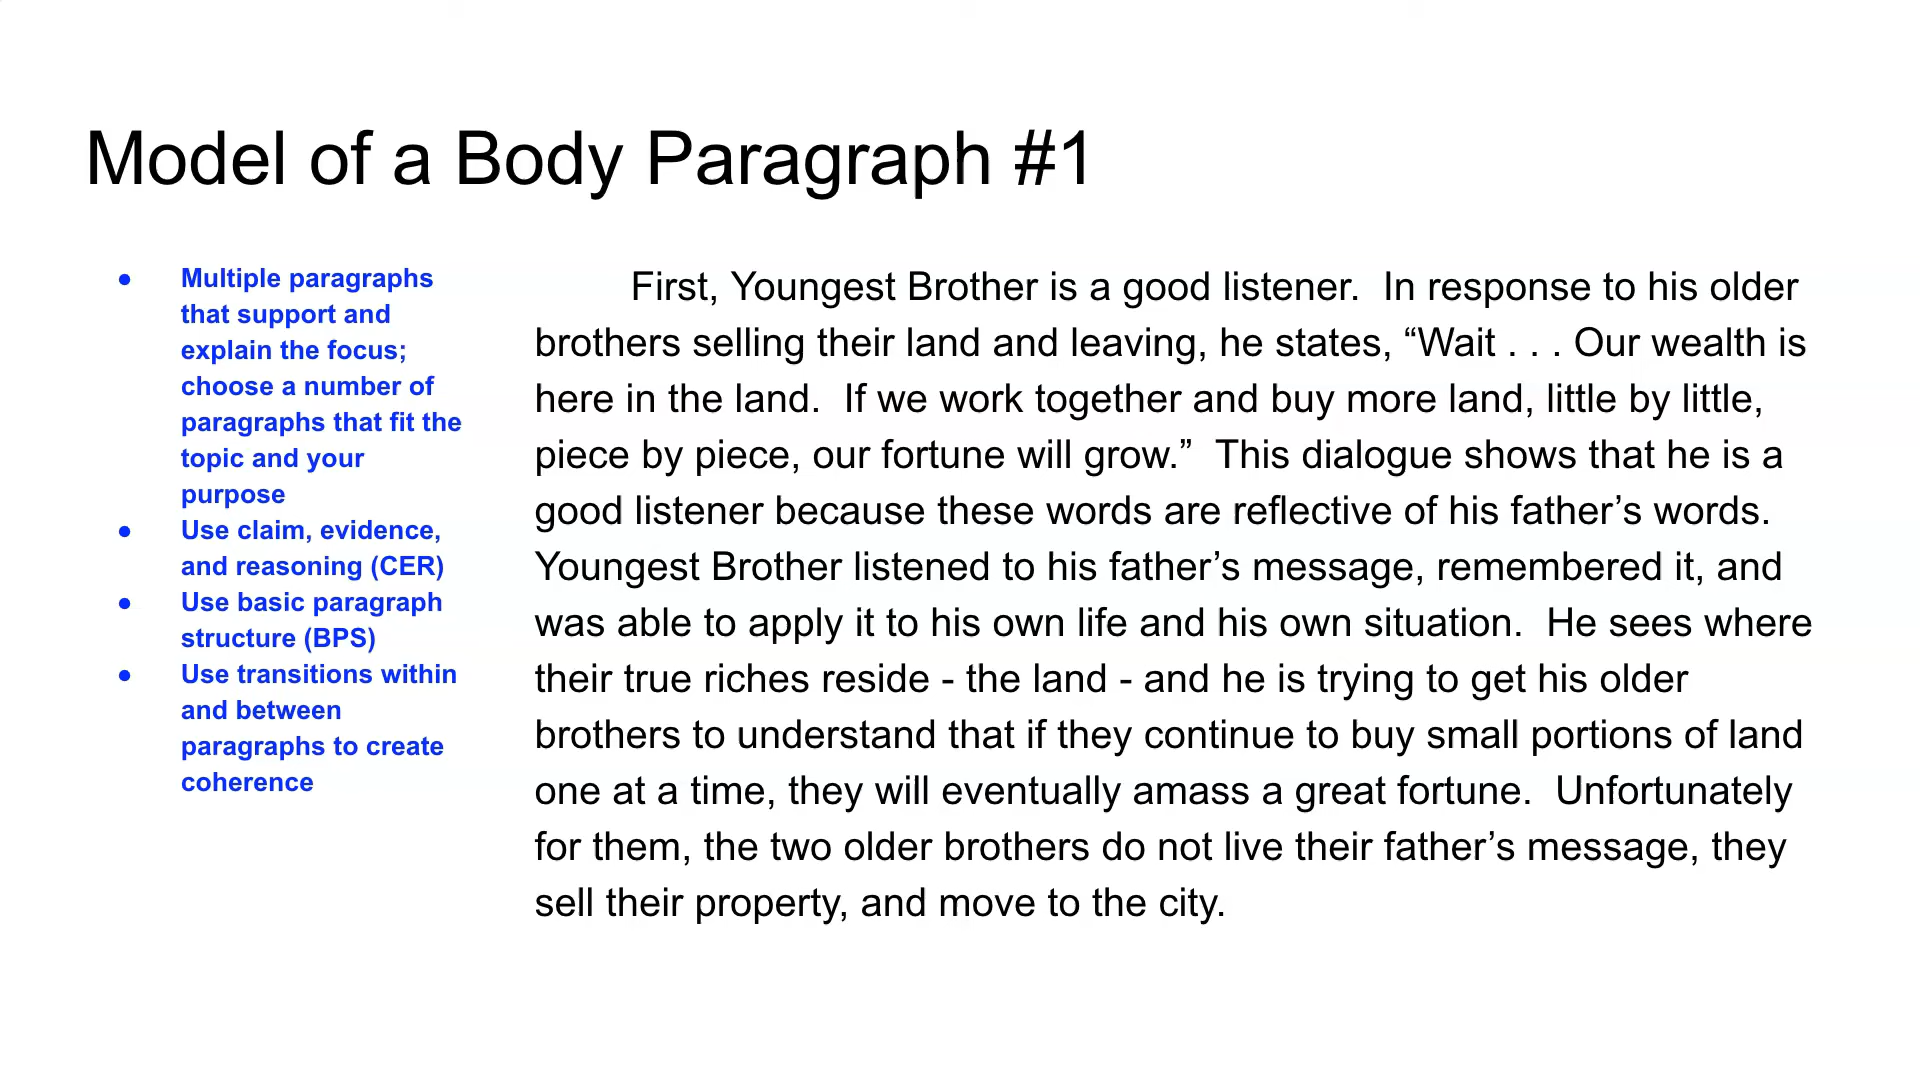 Model of a Body Paragraph #1
● Multiple paragraphs
that support and
explain the focus;
choose a number of
paragraphs that fit the
topic and your
purpose
● Use claim, evidence,
and reasoning (CER)
● Use basic paragraph
structure (BPS)
● Use transitions within
and between
paragraphs to create
coherence
First, Youngest Brother is a good listener.  In response to his older
brothers selling their land and leaving, he states, “Wait . . . Our wealth is
here in the land.  If we work together and buy more land, little by little,
piece by piece, our fortune will grow.”  This dialogue shows that he is a
good listener because these words are reflective of his father’s words.
Youngest Brother listened to his father’s message, remembered it, and
was able to apply it to his own life and his own situation.  He sees where
their true riches reside - the land - and he is trying to get his older
brothers to understand that if they continue to buy small portions of land
one at a time, they will eventually amass a great fortune.  Unfortunately
for them, the two older brothers do not live their father’s message, they
sell their property, and move to the city.